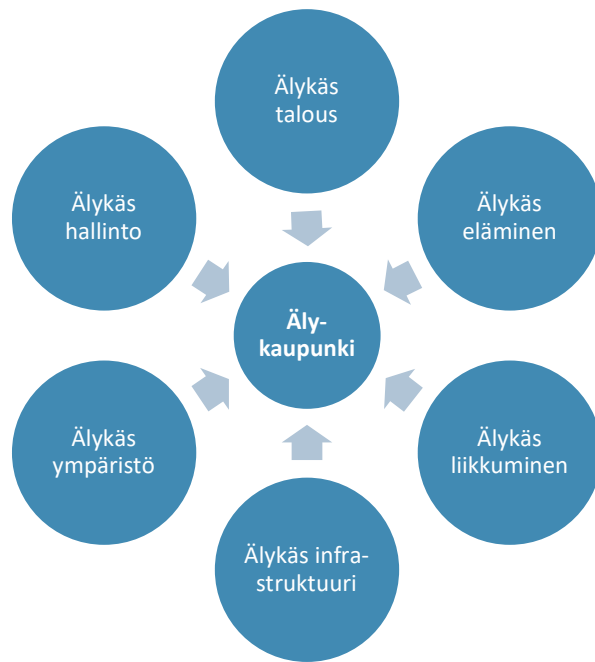 Älykäs
talous
Älykäs
hallinto
Älykäs
eläminen
Äly-
kaupunki
Älykäs
ympäristö
Älykäs
liikkuminen
Älykäs infra-
struktuuri